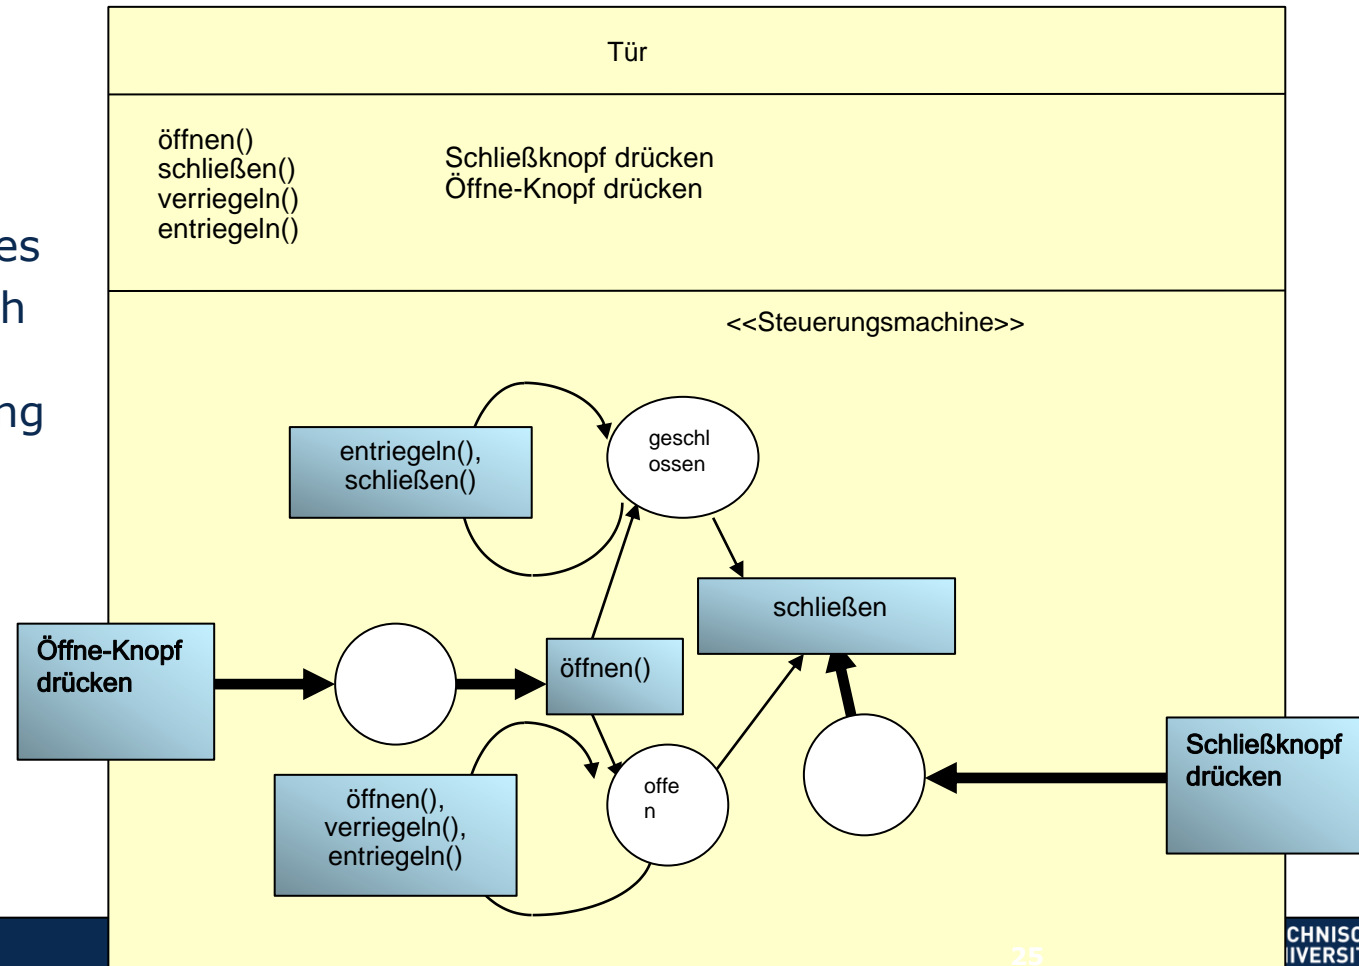 Tür
öffnen()
schließen()
verriegeln()
entriegeln()
Schließknopf drücken
Öffne-Knopf drücken
es
h
ng
<<Steuerungsmachine>>
geschl
ossen
entriegeln(),
schließen()
schließen
Öffne-Knopf
drücken
öffnen()
Schließknopf
drücken
offe
n
öffnen(),
verriegeln(),
entriegeln()
25
CHNISC
IVERSIT